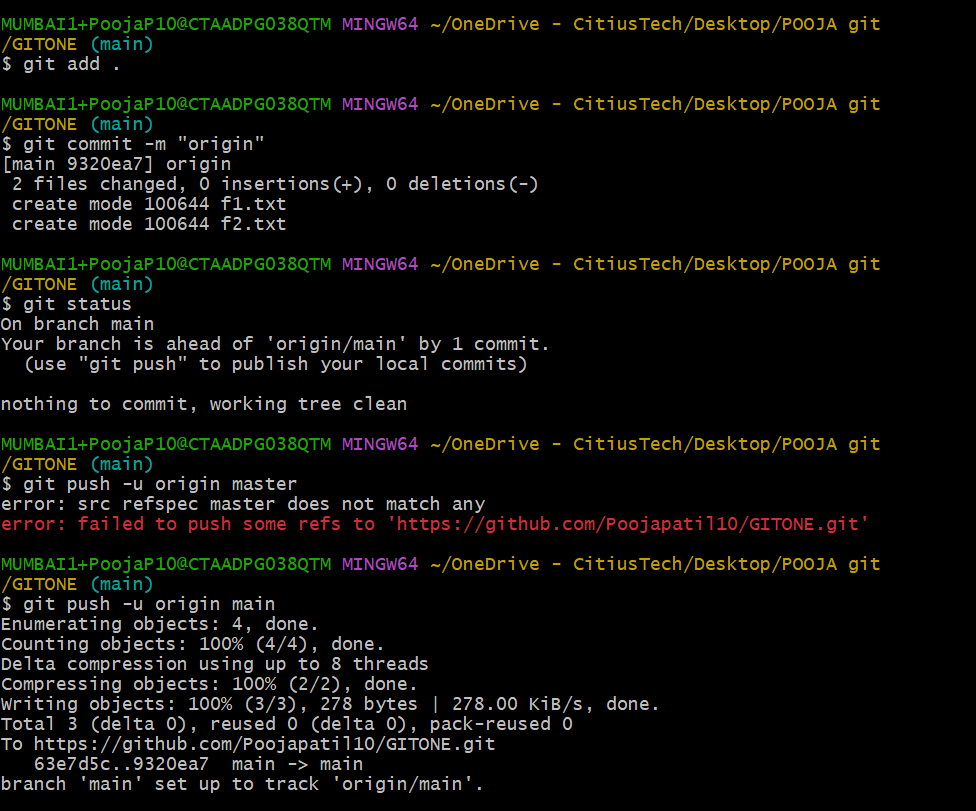 MUMBAI1+PoojaP10@CTAADPG038QTM MINGW64 ~/OneDrive - CitiusTech/Desktop/POOJA git
/GITONE (main)
$ git add .
MUMBAI1+PoojaP10@CTAADPG038QTM MINGW64 ~/OneDrive - CitiusTech/Desktop/POOJA git
/GITONE (main)
$ git commit -m "origin"
[main 9320ea7] origin
 2 files changed, 0 insertions(+), 0 deletions(-)
 create mode 100644 f1.txt
 create mode 100644 f2.txt
MUMBAI1+PoojaP10@CTAADPG038QTM MINGW64 ~/OneDrive - CitiusTech/Desktop/POOJA git
/GITONE (main)
$ git status
On branch main
Your branch is ahead of 'origin/main' by 1 commit.
  (use "git push" to publish your local commits)
nothing to commit, working tree clean
MUMBAI1+PoojaP10@CTAADPG038QTM MINGW64 ~/OneDrive - CitiusTech/Desktop/POOJA git
/GITONE (main)
$ git push -u origin master
error: src refspec master does not match any
error: failed to push some refs to 'https://github.com/Poojapatil10/GITONE.git'
MUMBAI1+PoojaP10@CTAADPG038QTM MINGW64 ~/OneDrive - CitiusTech/Desktop/POOJA git
/GITONE (main)
$ git push -u origin main
Enumerating objects: 4, done.
Counting objects: 100% (4/4), done.
Delta compression using up to 8 threads
Compressing objects: 100% (2/2), done.
Writing objects: 100% (3/3), 278 bytes | 278.00 KiB/s, done.
Total 3 (delta 0), reused 0 (delta 0), pack-reused 0
To https://github.com/Poojapatil10/GITONE.git
   63e7d5c..9320ea7  main -> main
branch 'main' set up to track 'origin/main'.